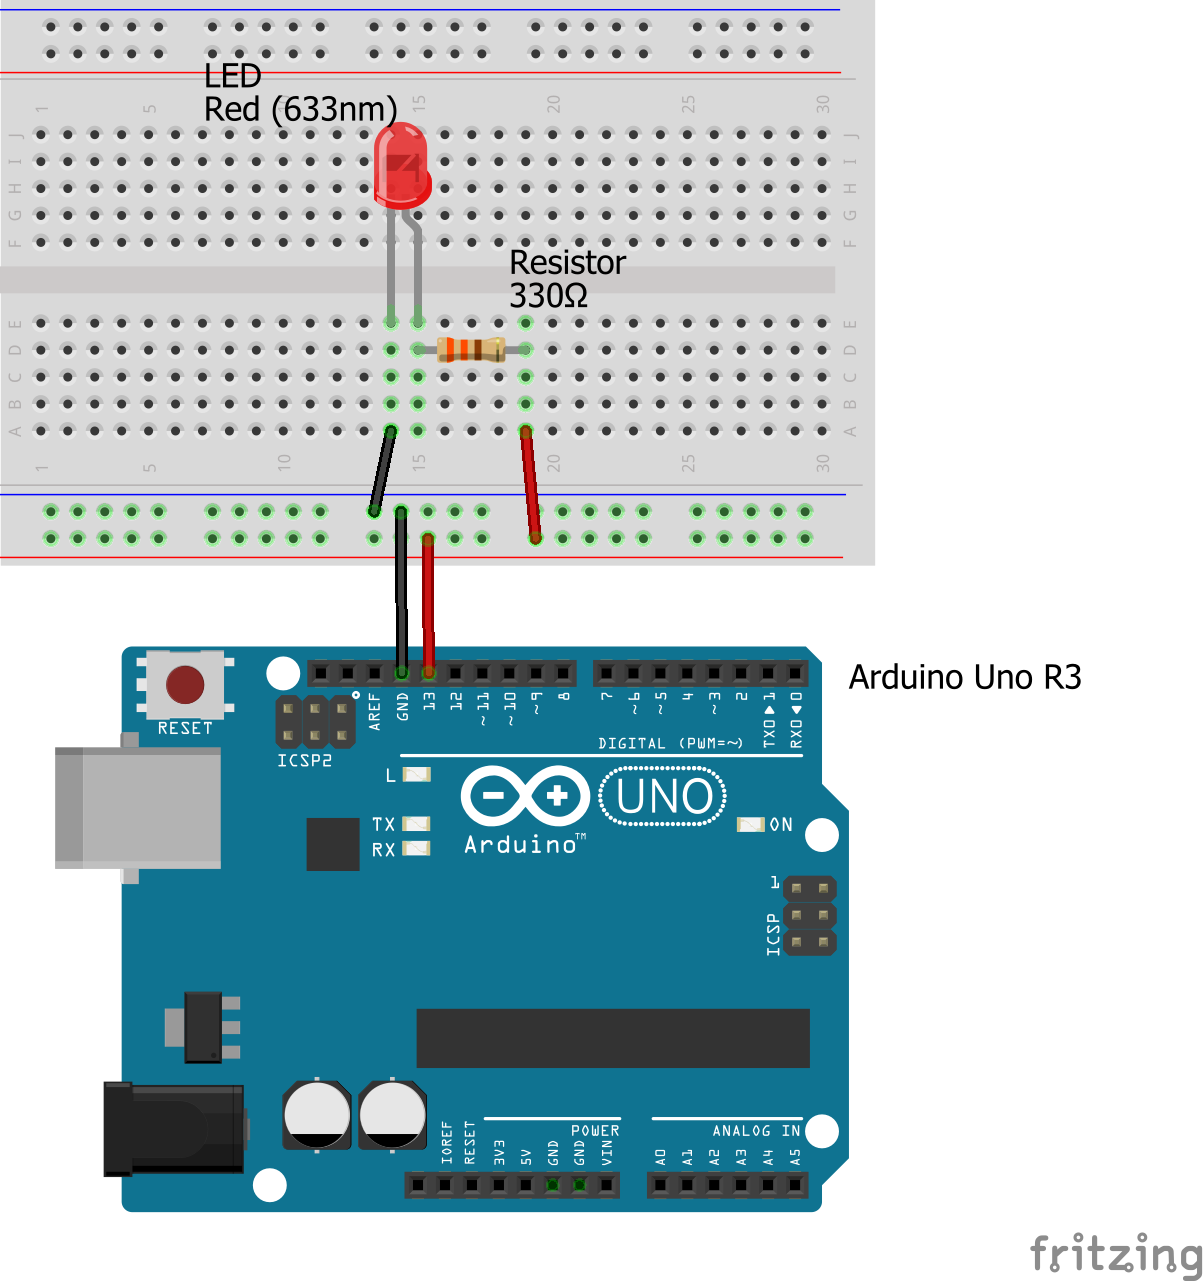 LED
Red (633nm)
1 5 10 15 20 25 30
J J
I I
H H
G G
F F
Resistor
330Ω
E E
D D
C C
B B
A A
1 5 10 15 20 25 30
Arduino Uno R3
RESET
ICSP2
AREF
GND
13
12
~11
~10
~9
8
7
~6
~5
4
~3
2
TX0▶1
RX0◀0
DIGITAL (PWM=~)
L
TX
RX
Arduino™
UNO
ON
1
ICSP
POWER
ANALOG IN
IOREF
RESET
3V3
5V
GND
GND
VIN
A0
A1
A2
A3
A4
A5
fritzing